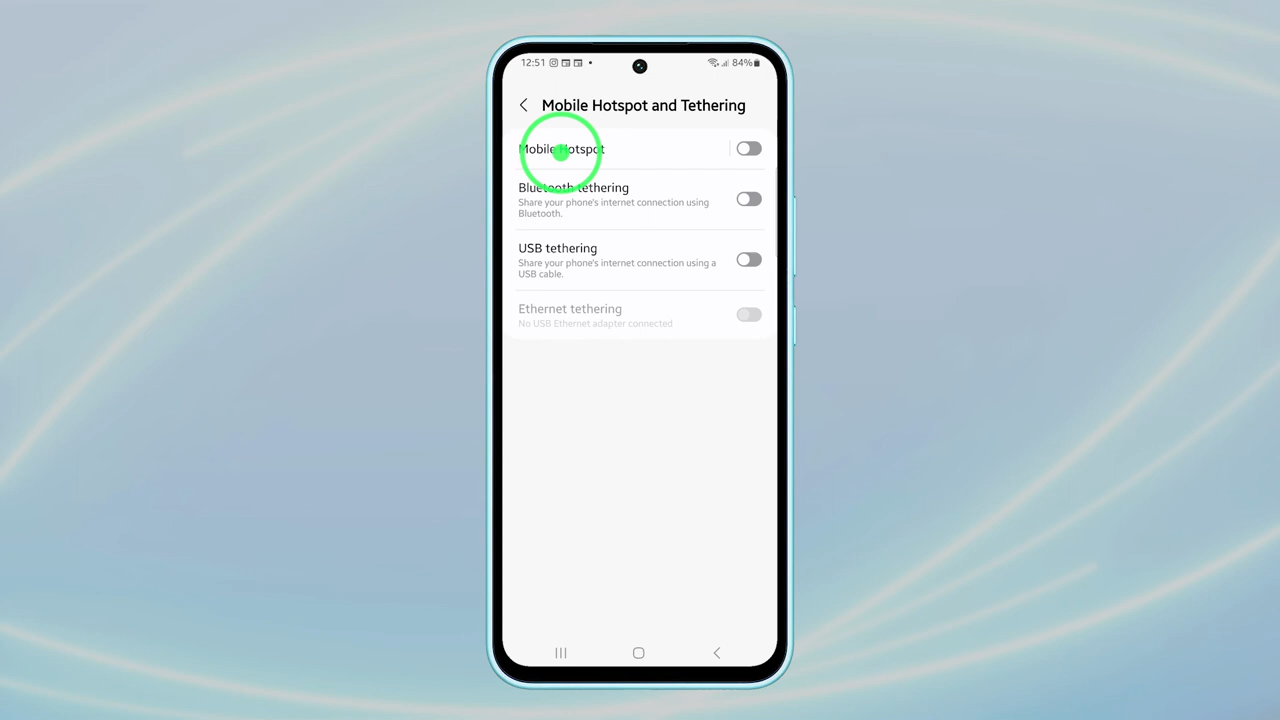 12:51
84%
Mobile Hotspot and Tethering
Mobile Hotspot
Bluetooth tethering
Share your phone's internet connection using
Bluetooth.
USB tethering
Share your phone's internet connection using a
USB cable.
Ethernet tethering
No USB Ethernet adapter connected